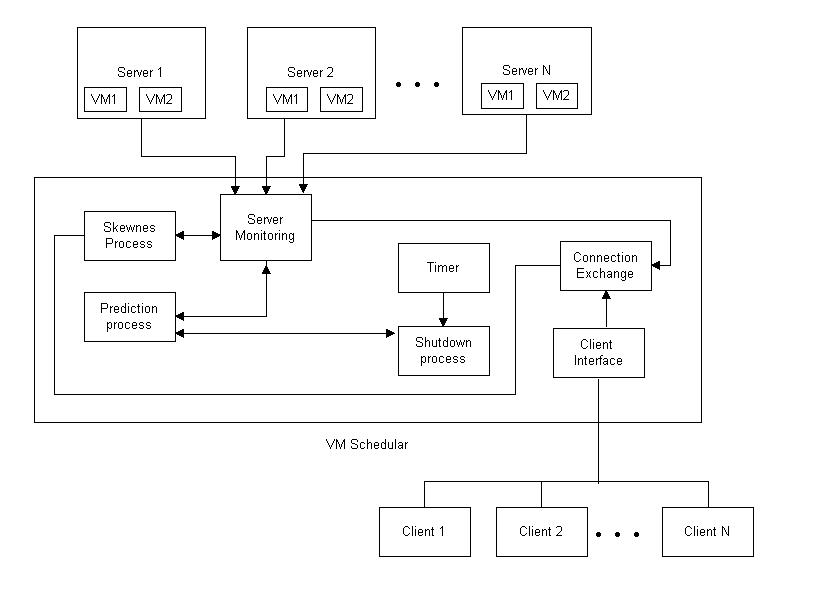 Server 1
VM1
VM2
Server 2
VM1
VM2
Server N
VM1
VM2
Skewnes
Process
Server
Monitoring
Timer
Connection
Exchange
Prediction
process
Shutdown
process
Client
Interface
VM Schedular
Client 1
Client 2
Client N